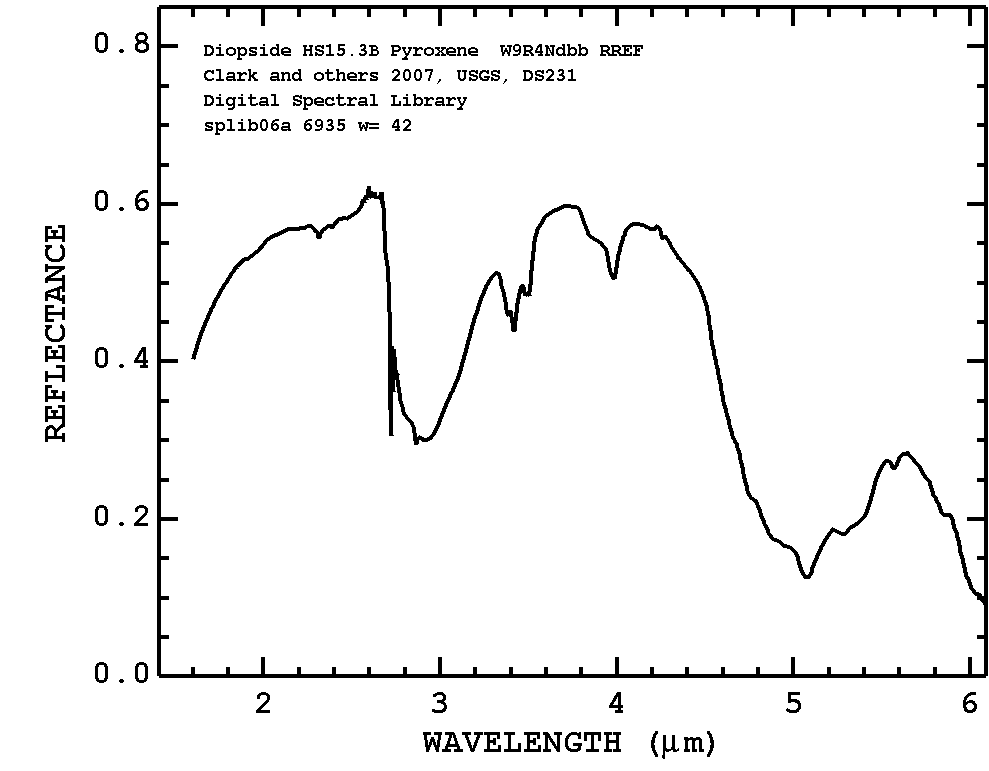 Diopside HS15.3B Pyroxene  W9R4Ndbb RREF
Clark and others 2007, USGS, DS231
Digital Spectral Library
splib06a 6935 w= 42
0.8
0.6
0.4
0.2
0.0
REFLECTANCE
2 3 4 5 6
WAVELENGTH (μm)